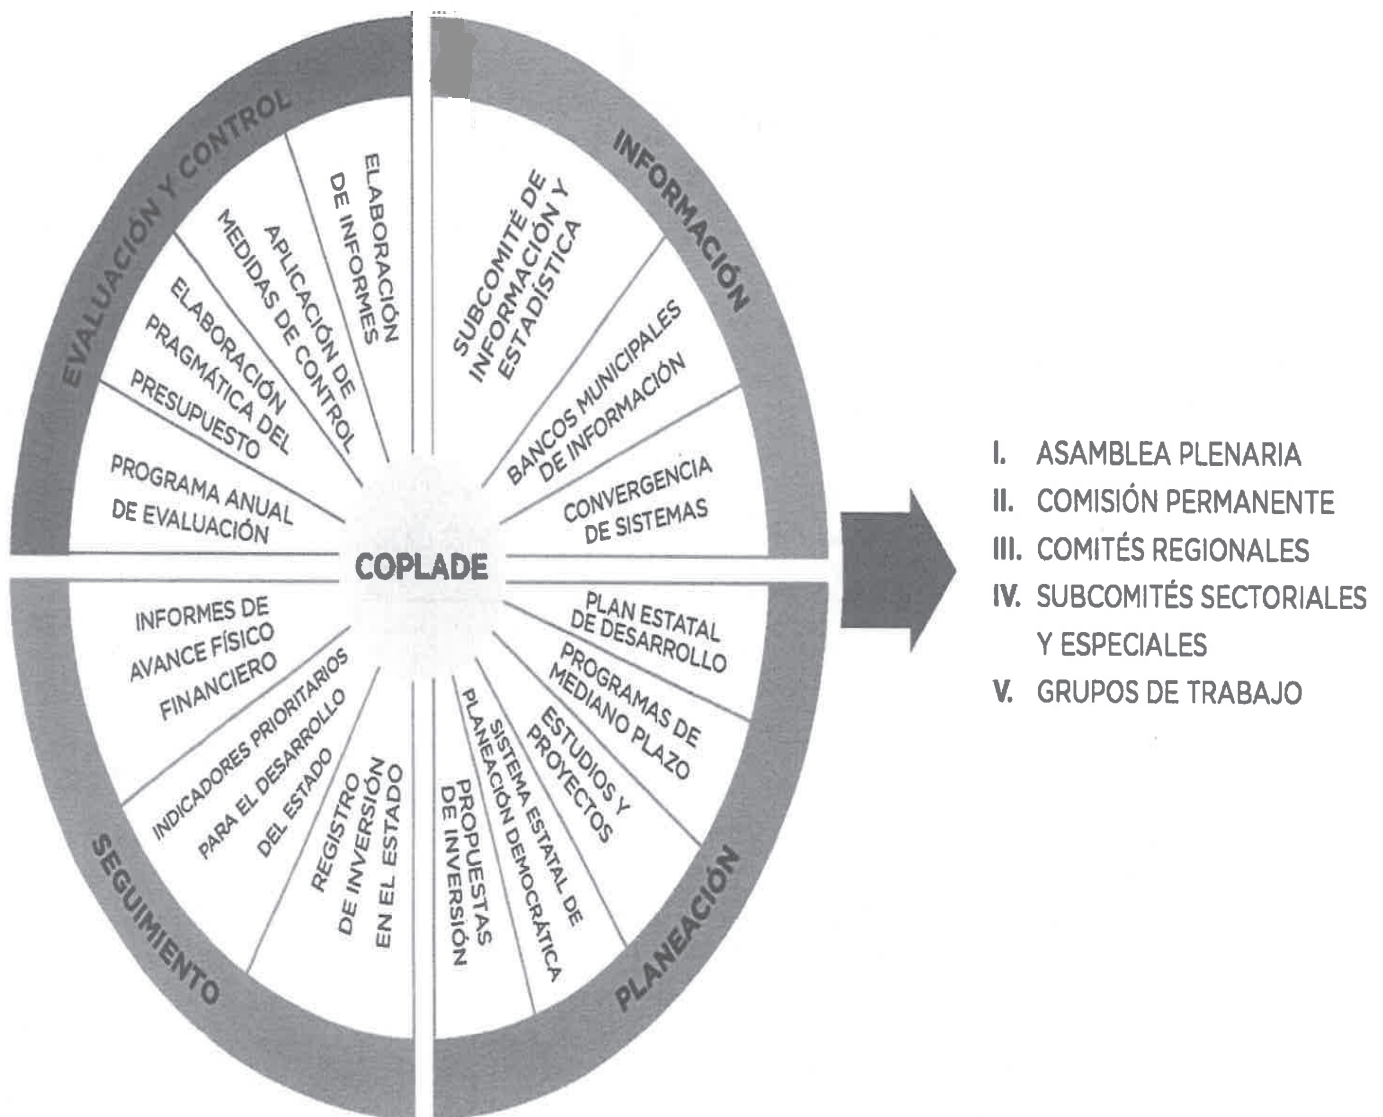 EVALUACIÓN Y CONTROL
ELABORACIÓN
DE INFORMES
APLICACIÓN DE
MEDIDAS DE CONTROL
ELABORACIÓN
PRAGMÁTICA DEL
PRESUPUESTO
PROGRAMA ANUAL
DE EVALUACIÓN
INFORMACIÓN
SUBCOMITÉ DE
INFORMACIÓN Y
ESTADÍSTICA
BANCOS MUNICIPALES
DE INFORMACIÓN
CONVERGENCIA
DE SISTEMAS
COPLADE
PLANEACIÓN
PLAN ESTATAL
DE DESARROLLO
PROGRAMAS DE
MEDIANO PLAZO
ESTUDIOS Y
PROYECTOS
SISTEMA ESTATAL DE
PLANEACIÓN DEMOCRÁTICA
PROPUESTAS
DE INVERSIÓN
SEGUIMIENTO
INFORMES DE
AVANCE FÍSICO
FINANCIERO
INDICADORES PRIORITARIOS
PARA EL DESARROLLO
DEL ESTADO
REGISTRO
DE INVERSIÓN
EN EL ESTADO
I. ASAMBLEA PLENARIA
II. COMISIÓN PERMANENTE
III. COMITÉS REGIONALES
IV. SUBCOMITÉS SECTORIALES
Y ESPECIALES
V. GRUPOS DE TRABAJO